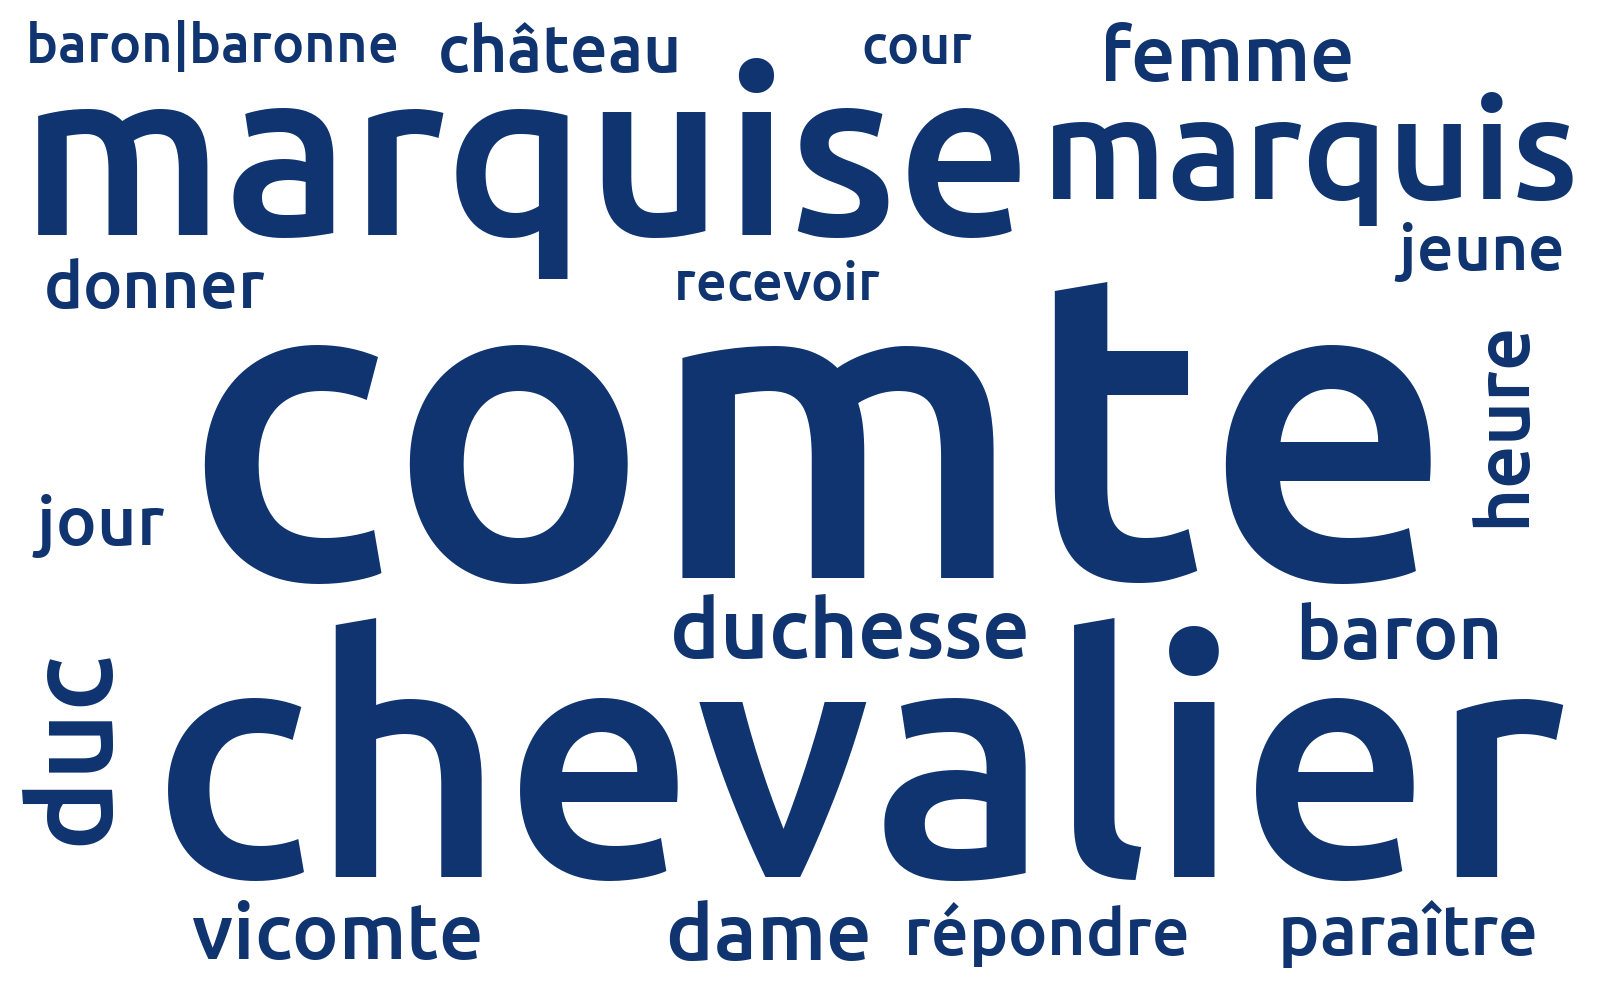 baron|baronne
château
cour
femme
marquise
marquis
jeune
donner
recevoir
comte
heure
jour
duchesse
baron
duc
chevalier
vicomte
dame
répondre
paraître